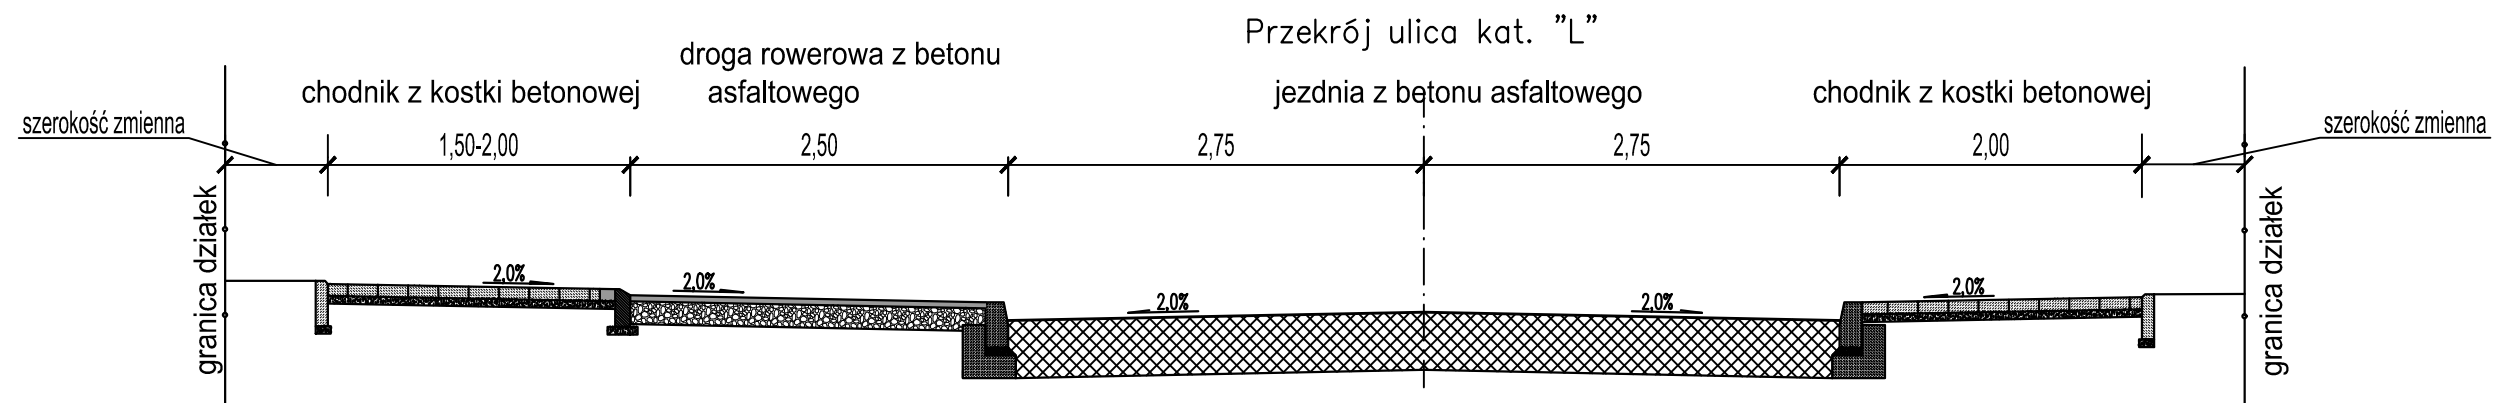 Przekrój ulica kat. "L"
droga rowerowa z betonu
asfaltowego
chodnik z kostki betonowej
jezdnia z betonu asfaltowego
chodnik z kostki betonowej
szerokość zmienna
1,50-2,00
2,50
2,75
2,75
2,00
szerokość zmienna
granica działek
2,0%
2,0%
2,0%
2,0%
2,0%
granica działek